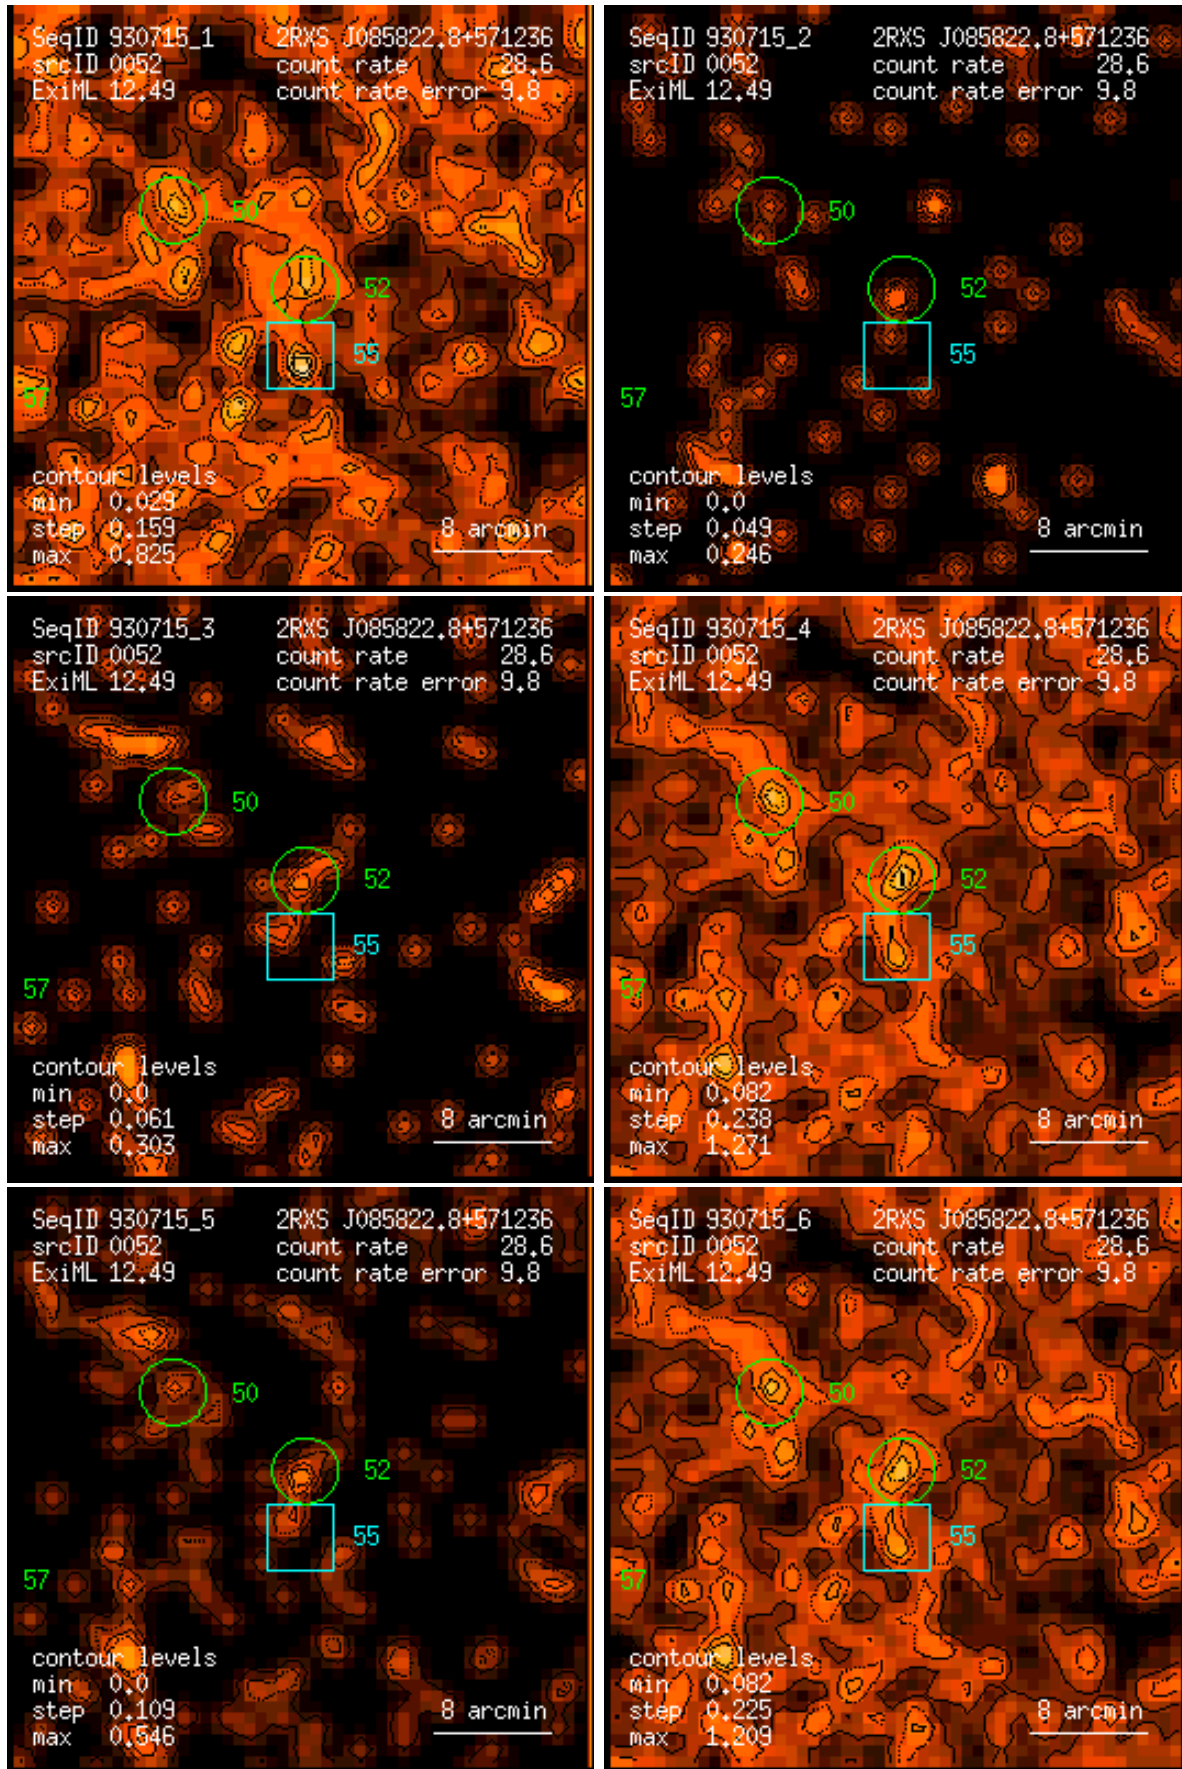 SeqID 930715_1 2RXS J085822.8+571236
srcID 0052 count rate 28.6
ExiML 12.49 count rate error 9.8
50
52
55
57
contour levels
min 0.029
step 0.159 8 arcmin
max 0.825
SeqID 930715_2 2RXS J085822.8+571236
srcID 0052 count rate 28.6
ExiML 12.49 count rate error 9.8
50
52
55
57
contour levels
min 0.0
step 0.049 8 arcmin
max 0.246
SeqID 930715_3 2RXS J085822.8+571236
srcID 0052 count rate 28.6
ExiML 12.49 count rate error 9.8
50
52
55
57
contour levels
min 0.0
step 0.061 8 arcmin
max 0.303
SeqID 930715_4 2RXS J085822.8+571236
srcID 0052 count rate 28.6
ExiML 12.49 count rate error 9.8
50
52
55
57
contour levels
min 0.082
step 0.238 8 arcmin
max 1.271
SeqID 930715_5 2RXS J085822.8+571236
srcID 0052 count rate 28.6
ExiML 12.49 count rate error 9.8
50
52
55
57
contour levels
min 0.0
step 0.109 8 arcmin
max 0.546
SeqID 930715_6 2RXS J085822.8+571236
srcID 0052 count rate 28.6
ExiML 12.49 count rate error 9.8
50
52
55
57
contour levels
min 0.082
step 0.225 8 arcmin
max 1.209